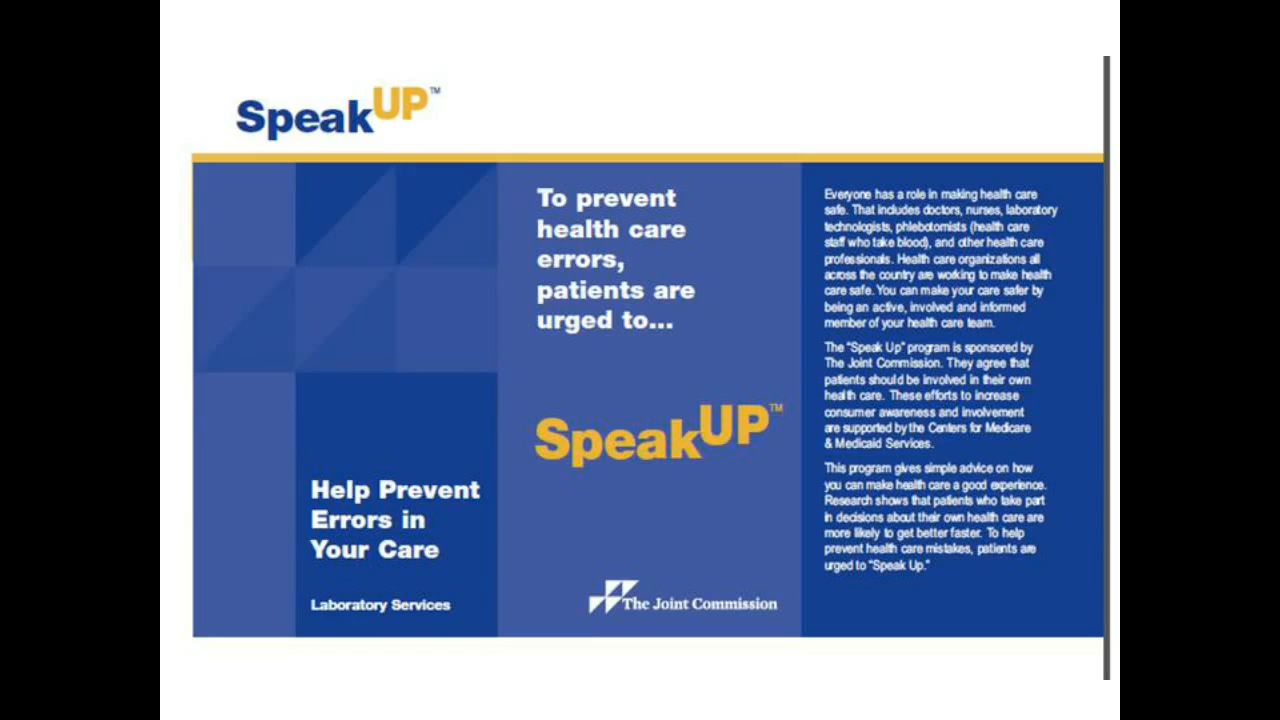 SpeakUP™
Help Prevent
Errors in
Your Care
Laboratory Services
To prevent
health care
errors,
patients are
urged to...
SpeakUP™
The Joint Commission
Everyone has a role in making health care
safe. That includes doctors, nurses, laboratory
technologists, phlebotomists (health care
staff who take blood), and other health care
professionals. Health care organizations all
across the country are working to make health
care safe. You can make your care safer by
being an active, involved and informed
member of your health care team.
The "Speak Up" program is sponsored by
The Joint Commission. They agree that
patients should be involved in their own
health care. These efforts to increase
consumer awareness and involvement
are supported by the Centers for Medicare
& Medicaid Services.
This program gives simple advice on how
you can make health care a good experience.
Research shows that patients who take part
in decisions about their own health care are
more likely to get better faster. To help
prevent health care mistakes, patients are
urged to "Speak Up."